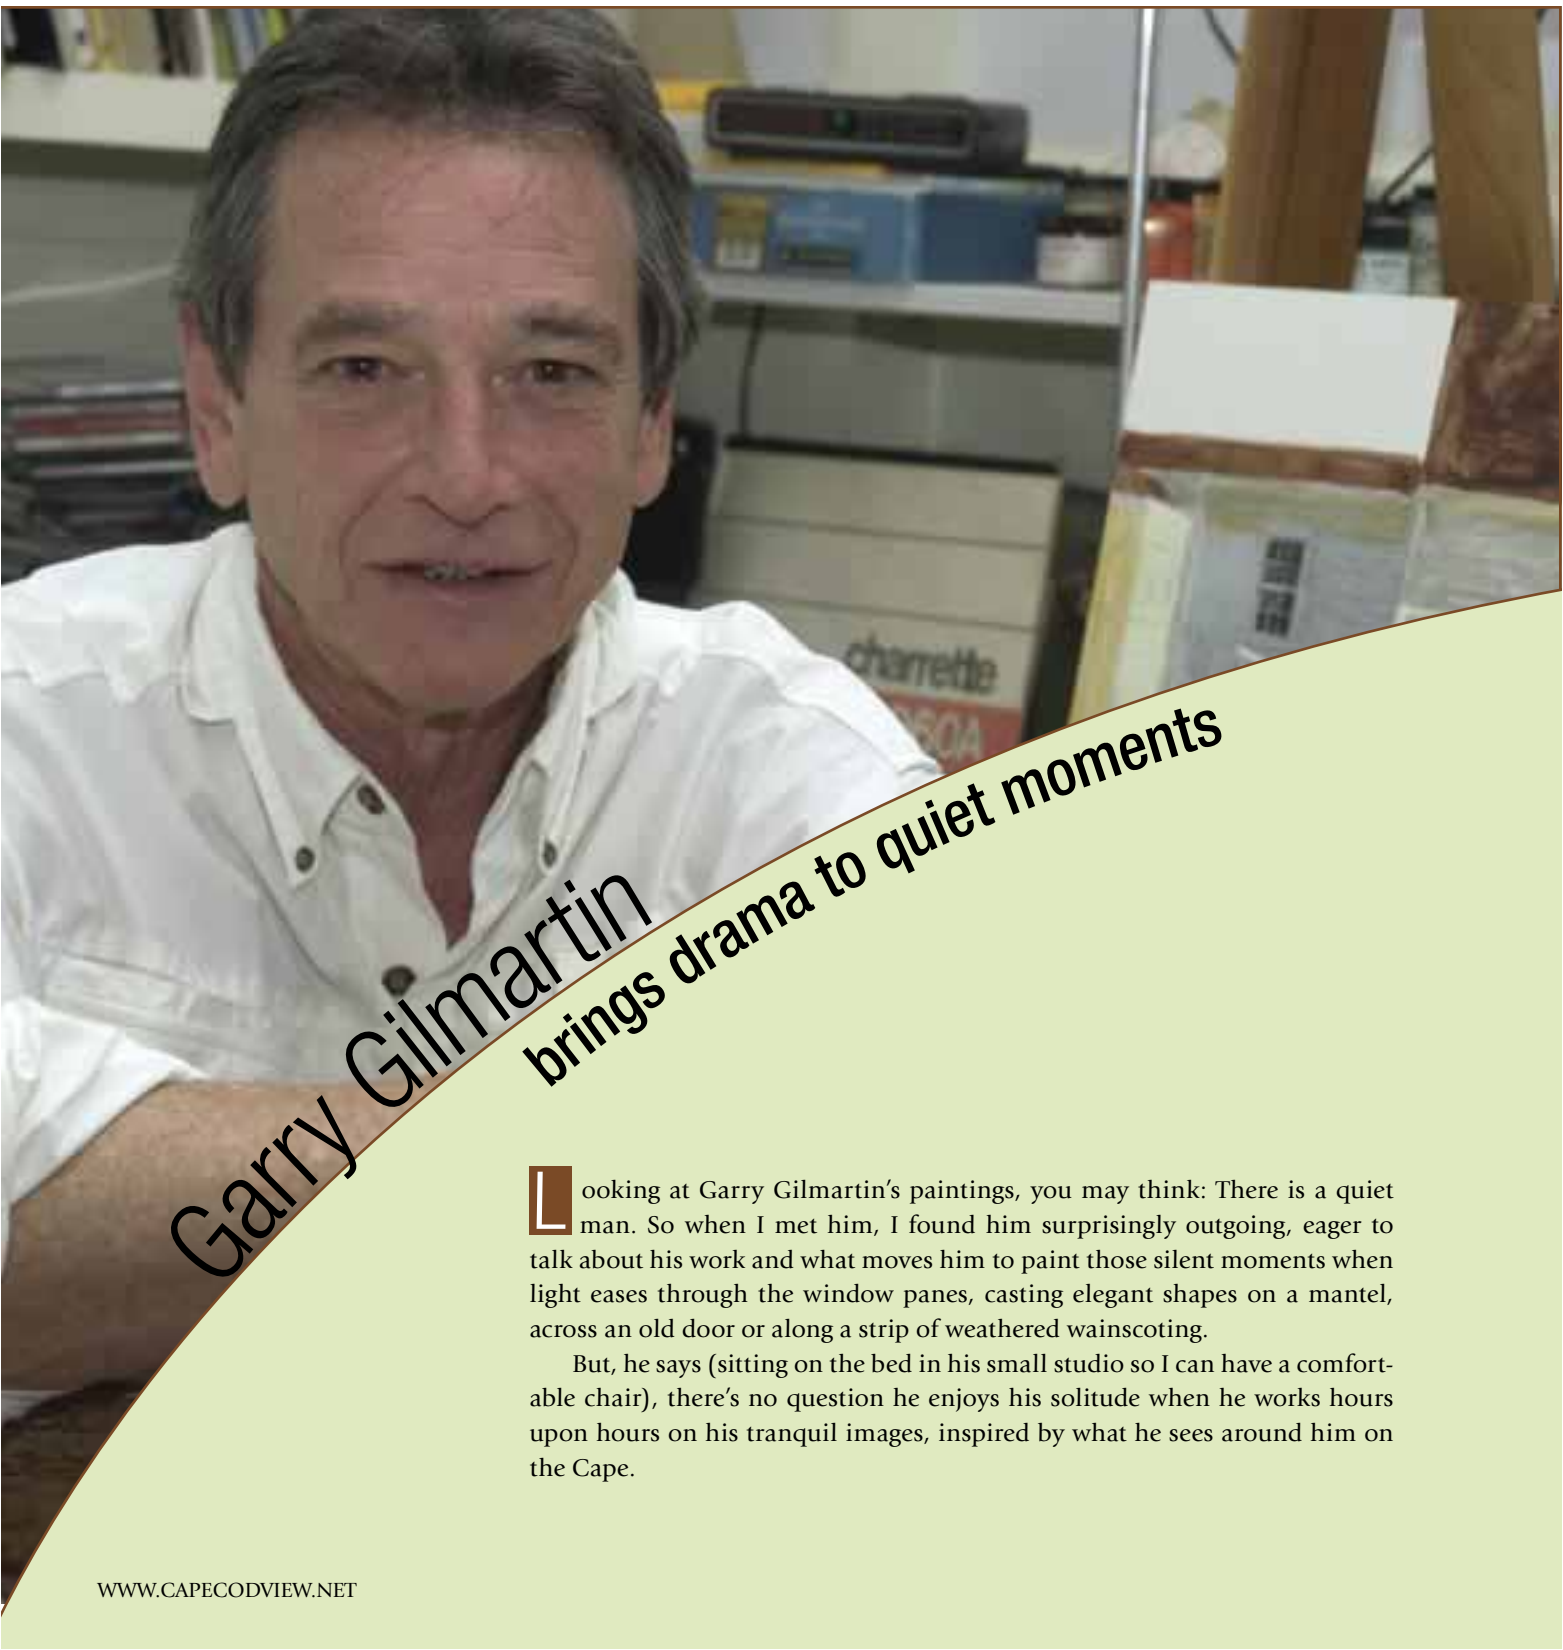 charrette
Garry Gilmartin
brings drama to quiet moments
Looking at Garry Gilmartin’s paintings, you may think: There is a quiet
man. So when I met him, I found him surprisingly outgoing, eager to
talk about his work and what moves him to paint those silent moments when
light eases through the window panes, casting elegant shapes on a mantel,
across an old door or along a strip of weathered wainscoting.
But, he says (sitting on the bed in his small studio so I can have a comfort-
able chair), there’s no question he enjoys his solitude when he works hours
upon hours on his tranquil images, inspired by what he sees around him on
the Cape.
WWW.CAPECODVIEW.NET